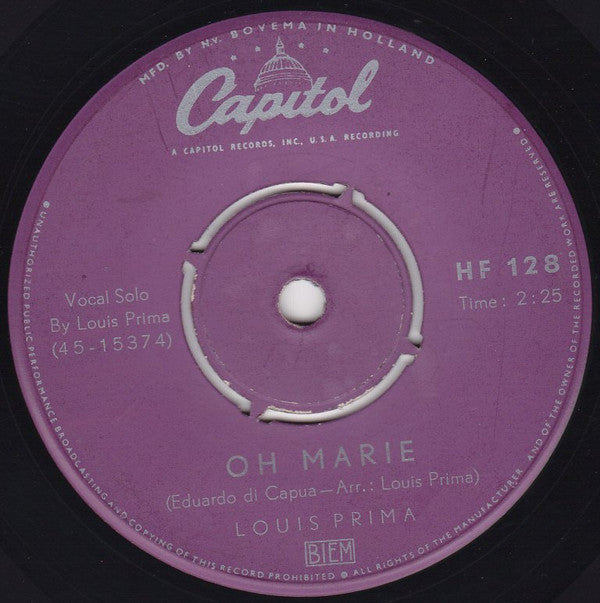 MFD. BY N.V. BOVEMA IN HOLLAND
Capitol
A CAPITOL RECORDS, INC., U.S.A. RECORDING
HF 128
Time: 2:25
Vocal Solo
By Louis Prima
(45-15374)
OH MARIE
(Eduardo di Capua—Arr.: Louis Prima)
LOUIS PRIMA
BIEM
• UNAUTHORIZED PUBLIC PERFORMANCE BROADCASTING AND COPYING OF THIS RECORD PROHIBITED • ALL RIGHTS OF THE MANUFACTURER AND OF THE OWNER OF THE RECORDED WORK ARE RESERVED •